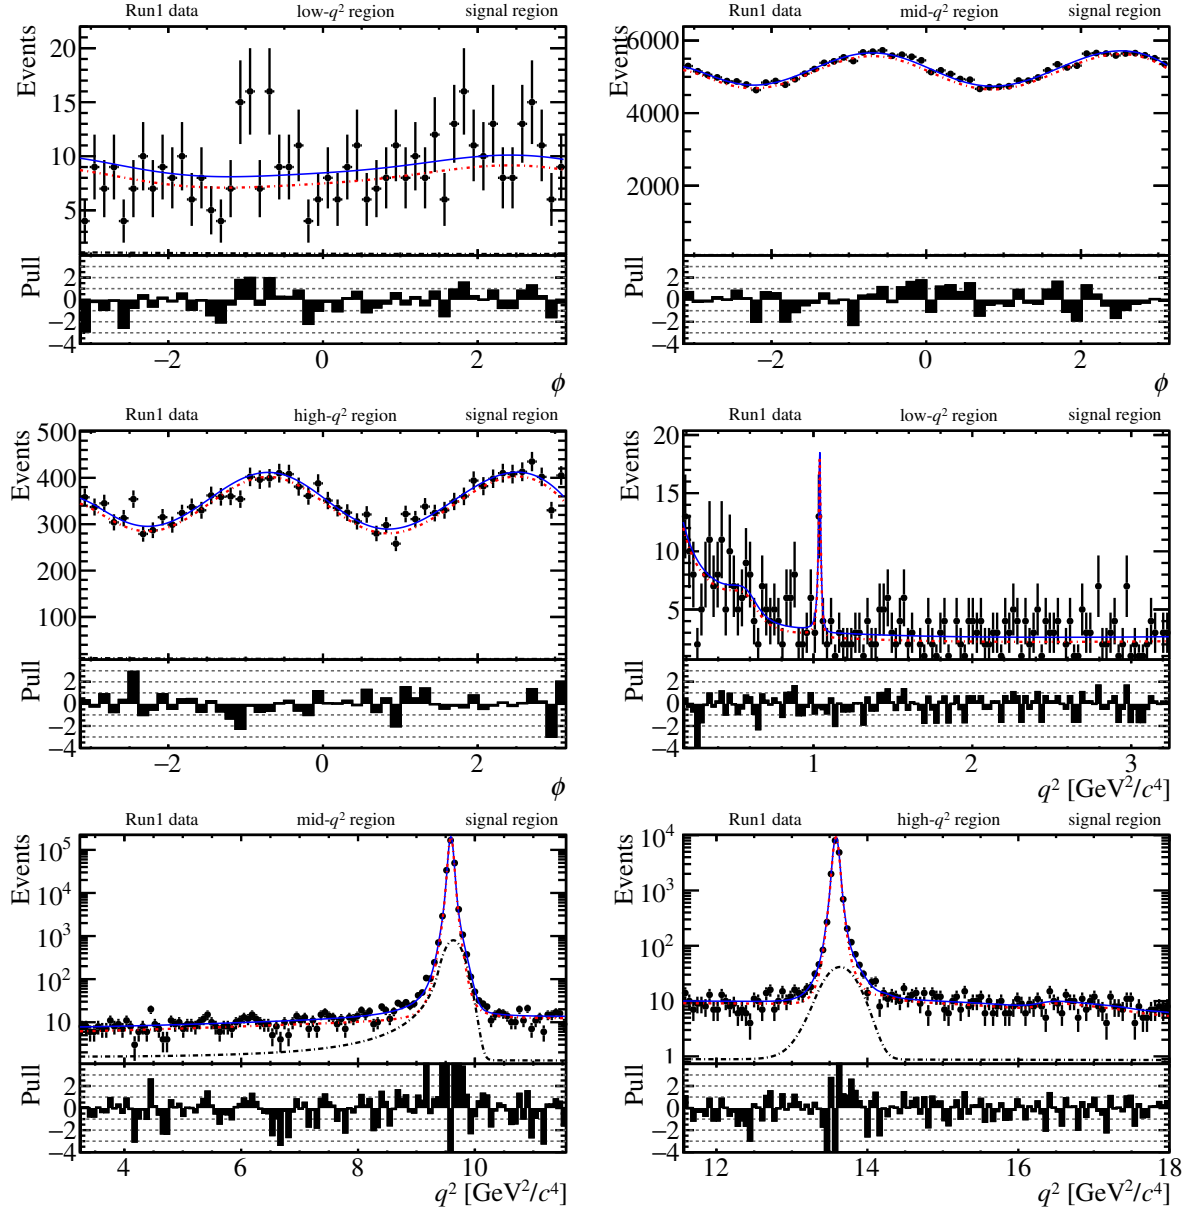 Run1 data low-q² region signal region
Events
20
15
10
5
Pull
2
0
−2
−4
−2 0 2
ϕ
Run1 data mid-q² region signal region
Events
6000
4000
2000
Pull
2
0
−2
−4
−2 0 2
ϕ
Run1 data high-q² region signal region
Events
500
400
300
200
100
Pull
2
0
−2
−4
−2 0 2
ϕ
Run1 data low-q² region signal region
Events
20
15
10
5
Pull
2
0
−2
−4
1 2 3
q² [GeV²/c⁴]
Run1 data mid-q² region signal region
Events
10⁵
10⁴
10³
10²
10
Pull
2
0
−2
−4
4 6 8 10
q² [GeV²/c⁴]
Run1 data high-q² region signal region
Events
10⁴
10³
10²
10
1
Pull
2
0
−2
−4
12 14 16 18
q² [GeV²/c⁴]